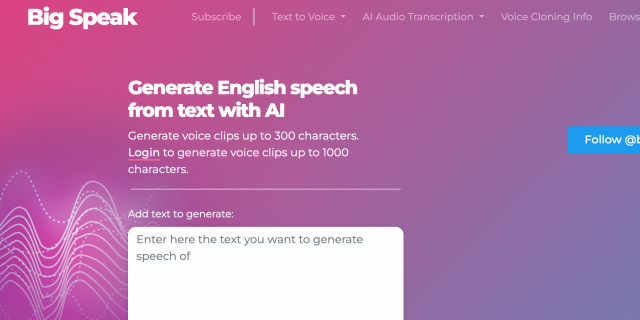 Big Speak
Subscribe
Text to Voice
AI Audio Transcription
Voice Cloning Info
Brows
Generate English speech
from text with AI
Generate voice clips up to 300 characters.
Login to generate voice clips up to 1000
characters.
Follow @b
Add text to generate:
Enter here the text you want to generate
speech of